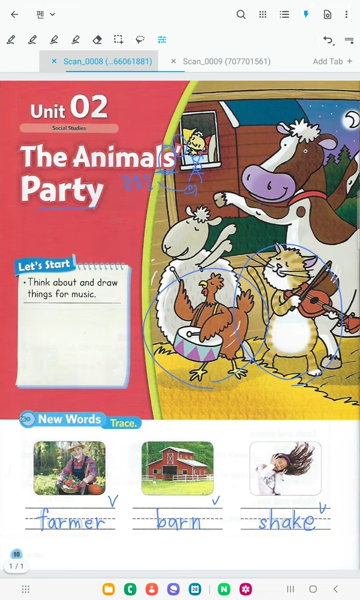 펜
Scan_0008 (...66061881)
Scan_0009 (707701561)
Add Tab
Unit 02
Social Studies
The Animals'
Party
Let's Start
• Think about and draw
things for music.
New Words Trace.
farmer
barn
shake
10
1 / 1